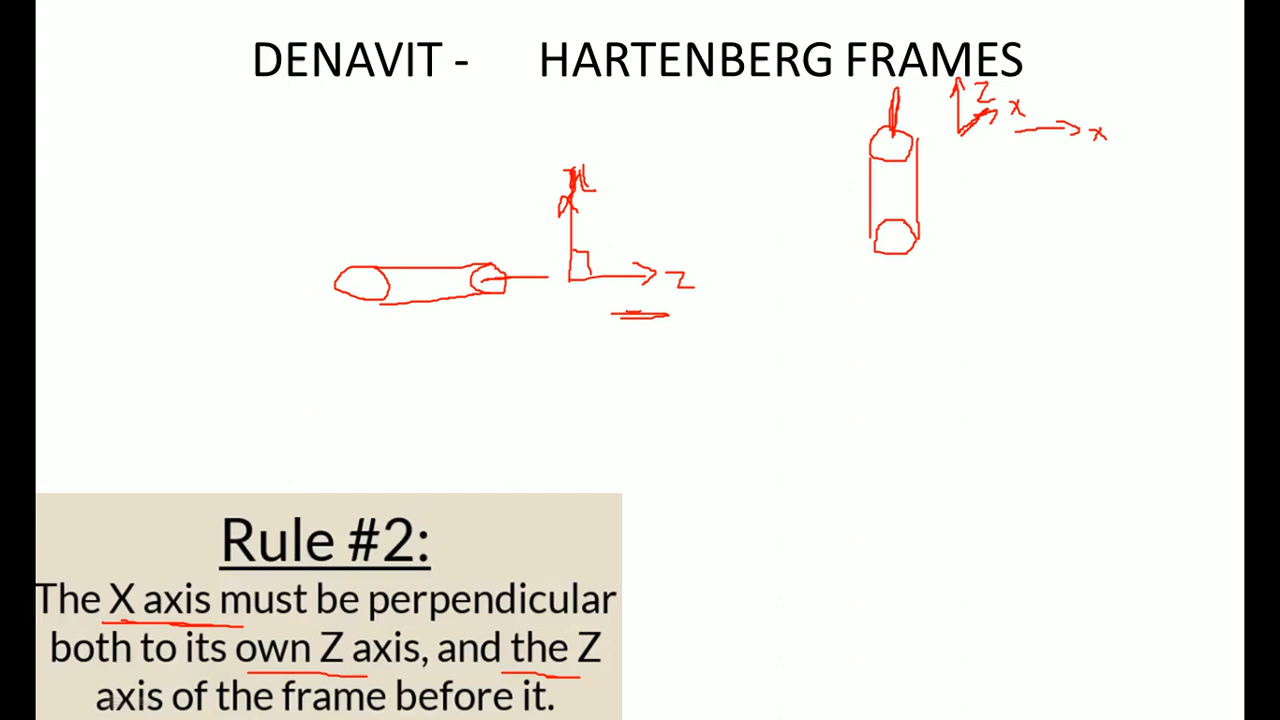 DENAVIT - HARTENBERG FRAMES
Z
x
x
Z
Rule #2:
The X axis must be perpendicular
both to its own Z axis, and the Z
axis of the frame before it.